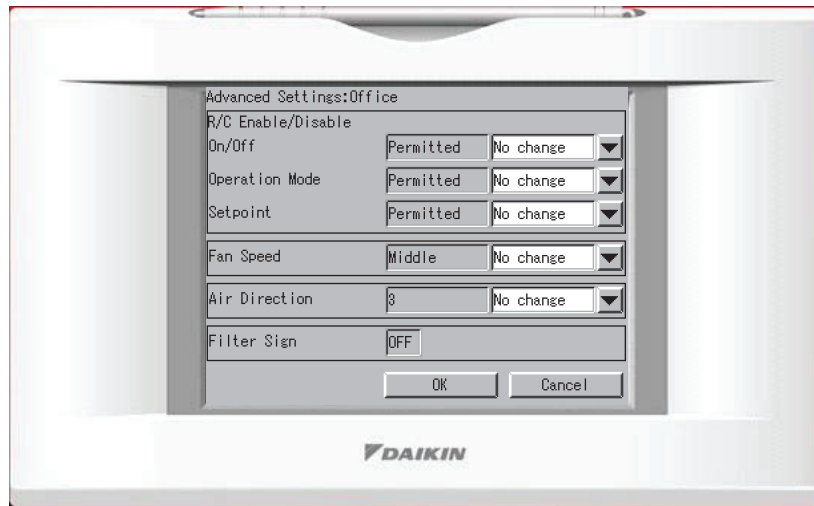 Advanced Settings:Office
R/C Enable/Disable
On/Off Permitted No change
Operation Mode Permitted No change
Setpoint Permitted No change
Fan Speed Middle No change
Air Direction 3 No change
Filter Sign OFF
OK Cancel
DAIKIN